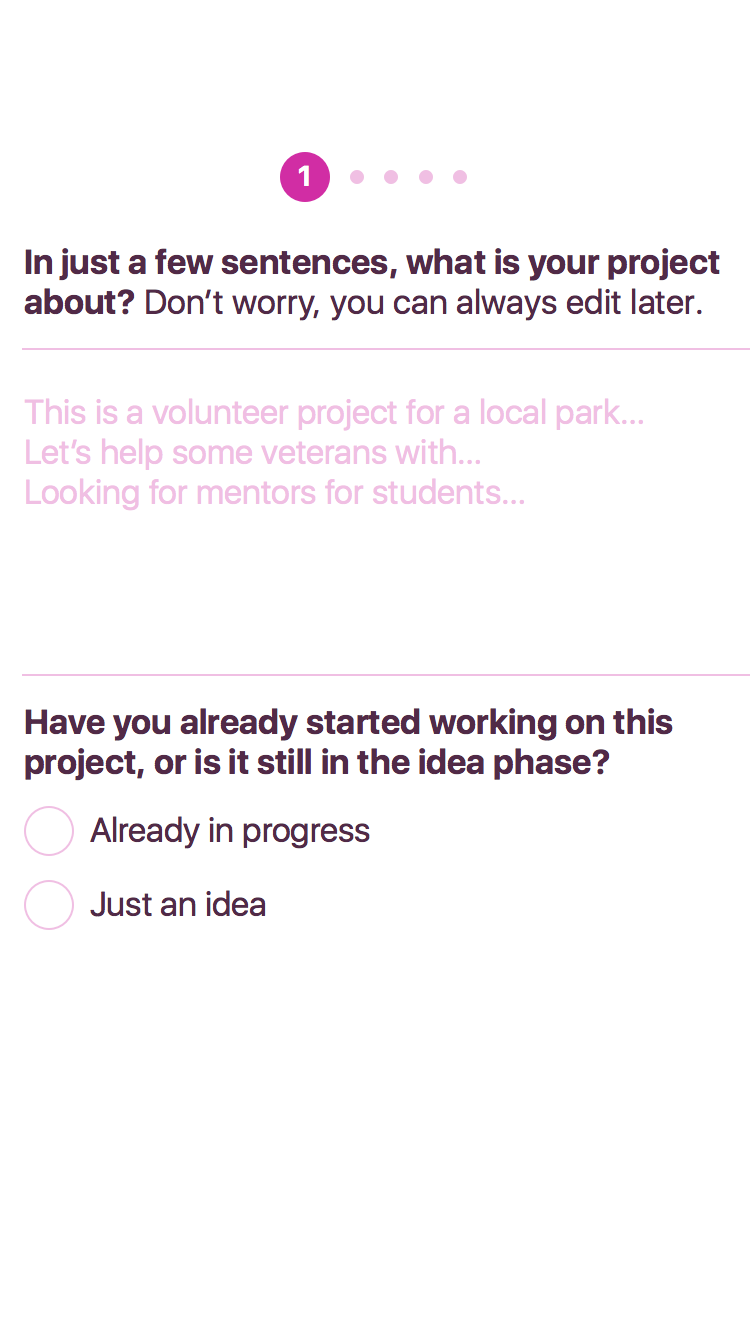 1
In just a few sentences, what is your project
about? Don’t worry, you can always edit later.
This is a volunteer project for a local park...
Let’s help some veterans with...
Looking for mentors for students...
Have you already started working on this
project, or is it still in the idea phase?
Already in progress
Just an idea